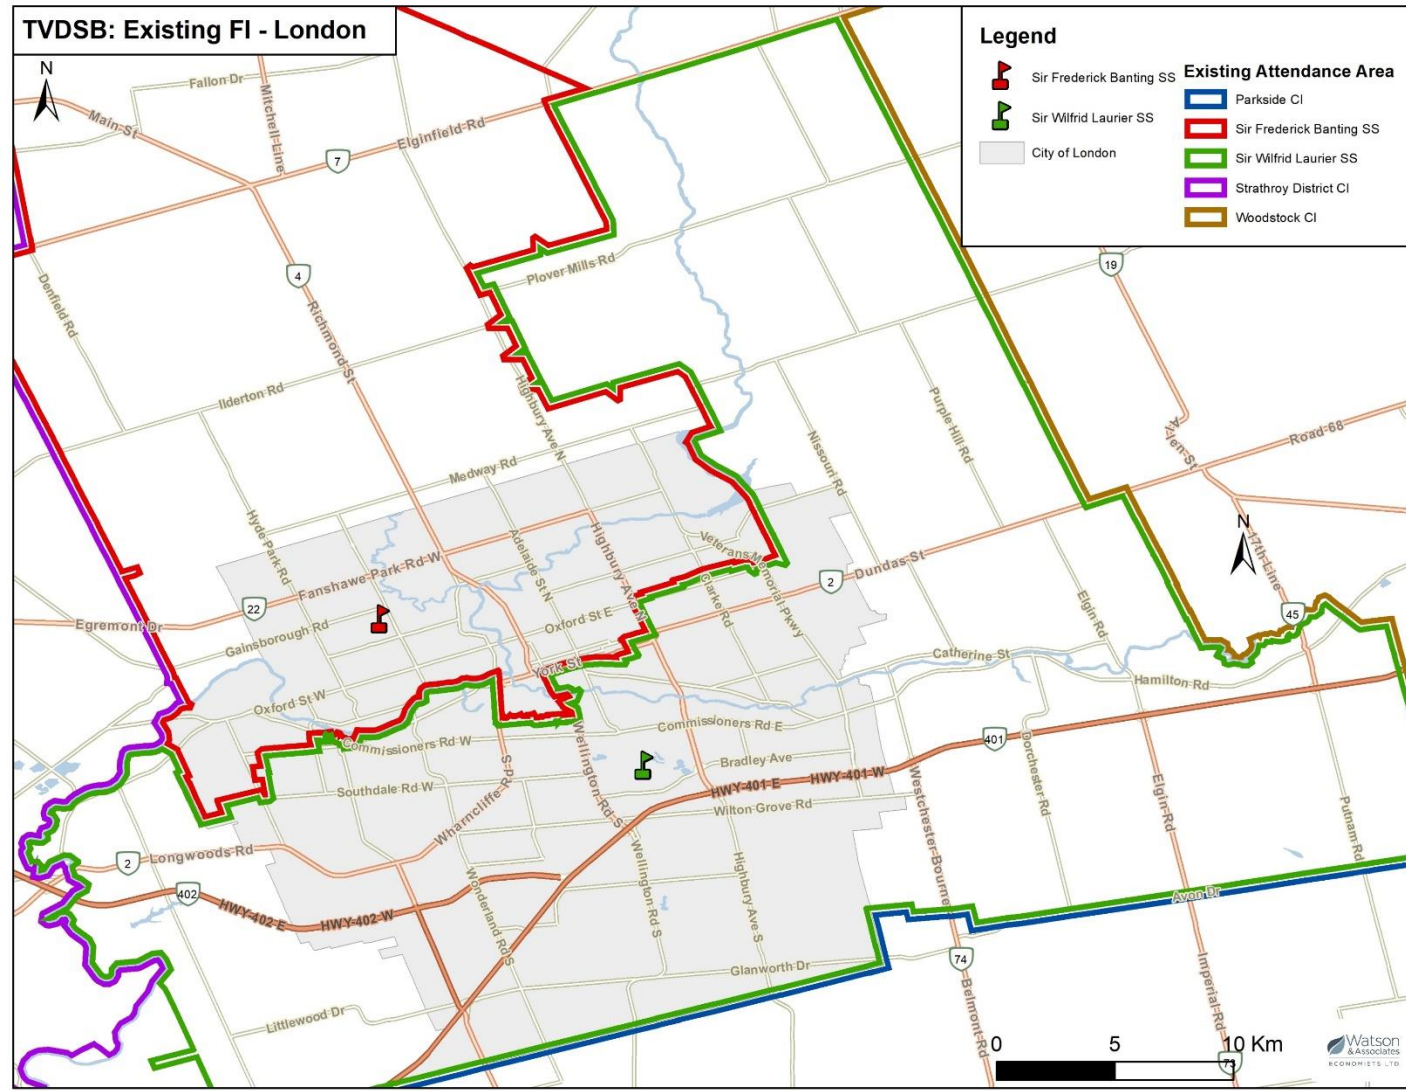 TVDSB: Existing FI - London
N
Legend
Sir Frederick Banting SS
Sir Wilfrid Laurier SS
City of London
Existing Attendance Area
Parkside CI
Sir Frederick Banting SS
Sir Wilfrid Laurier SS
Strathroy District CI
Woodstock CI
Fallon Dr
Main St
Mitchell Line
Elginfield Rd
7
4
19
Denfield Rd
Richmond St
Plover Mills Rd
Ilderton Rd
Highbury Ave N
Purple Hill Rd
Nissouri Rd
Road 68
Medway Rd
Hyde Park Rd
Adelaide St N
Highbury Ave N
Veterans Memorial Pkwy
N
17th Line
Fanshawe Park Rd W
Clarke Rd
Dundas St
2
22
45
Egremont Dr
Gainsborough Rd
Oxford St E
Elgin Rd
York St
Catherine St
Hamilton Rd
Oxford St W
Commissioners Rd E
Commissioners Rd W
401
Dorchester Rd
Bradley Ave
HWY-401 E
HWY-401 W
Southdale Rd W
Wharncliffe Rd S
Wellington Rd S
Wilton Grove Rd
Westchester Bourne
Elgin Rd
Putnam Rd
2
Longwoods Rd
402
HWY-402 E
HWY-402 W
Wonderland Rd S
Wellington Rd S
Highbury Ave S
Avon Dr
Glanworth Dr
74
Belmont Rd
Imperial Rd
Littlewood Dr
0
5
10 Km
73
Watson
& Associates
ECONOMISTS LTD.